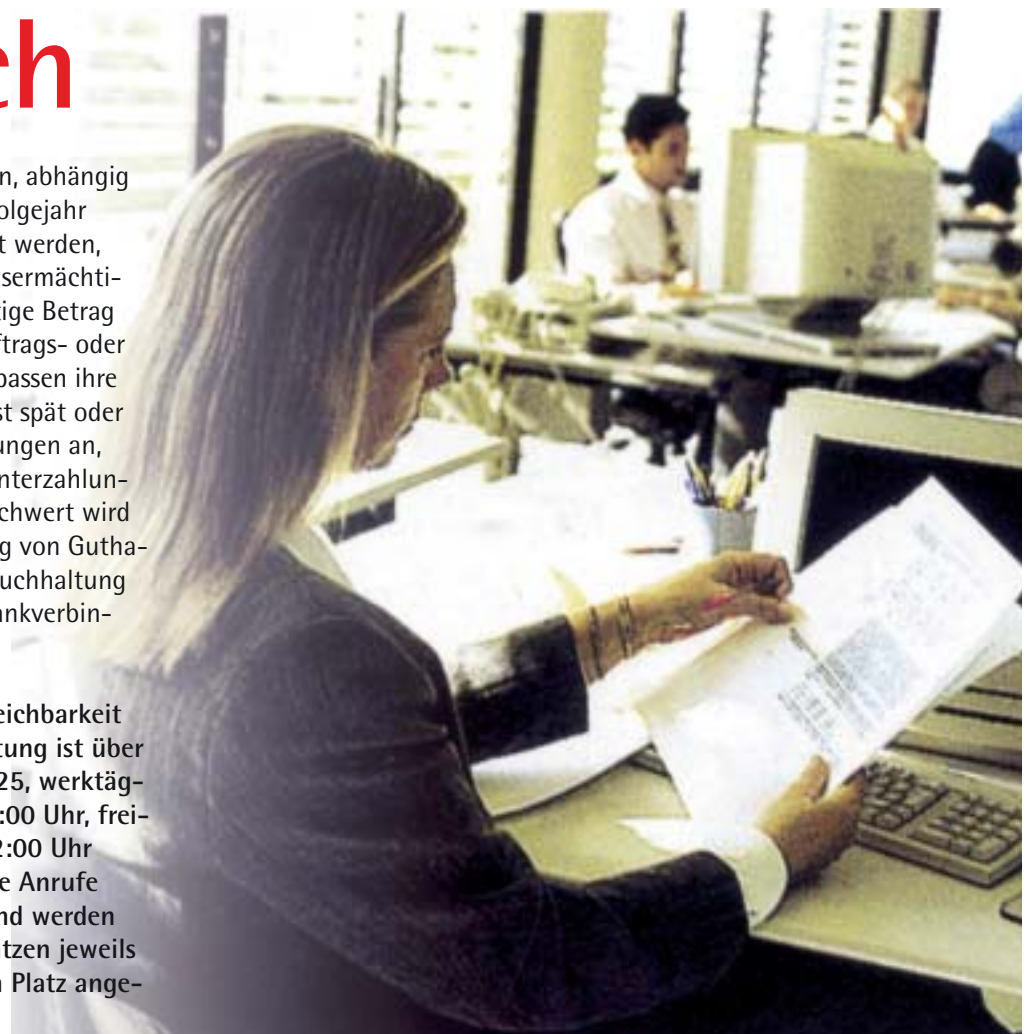 ch
n, abhängig
olgejahr
t werden,
sermächti-
tige Betrag
ftrags- oder
passen ihre
st spät oder
ungen an,
nterzahlun-
chwert wird
g von Gutha-
uchhaltung
ankverbin-
eichbarkeit
tung ist über
25, werktäg-
:00 Uhr, frei-
2:00 Uhr
e Anrufe
nd werden
tzen jeweils
n Platz ange-